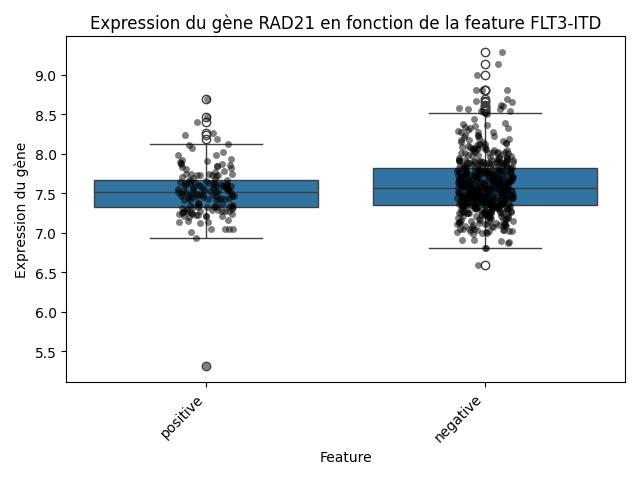 Expression du gène RAD21 en fonction de la feature FLT3-ITD
Expression du gène
9.0
8.5
8.0
7.5
7.0
6.5
6.0
5.5
positive
negative
Feature